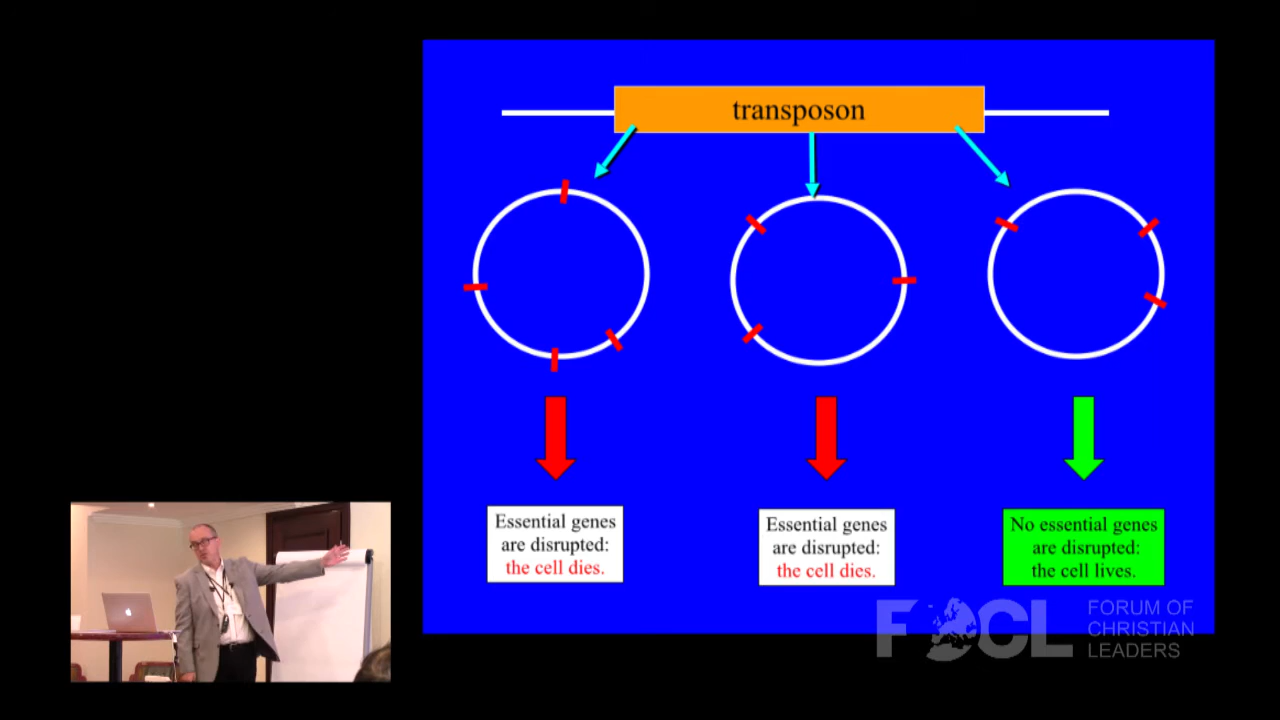 transposon
Essential genes
are disrupted:
the cell dies.
Essential genes
are disrupted:
the cell dies.
No essential genes
are disrupted:
the cell lives.
FOCL
FORUM OF
CHRISTIAN
LEADERS